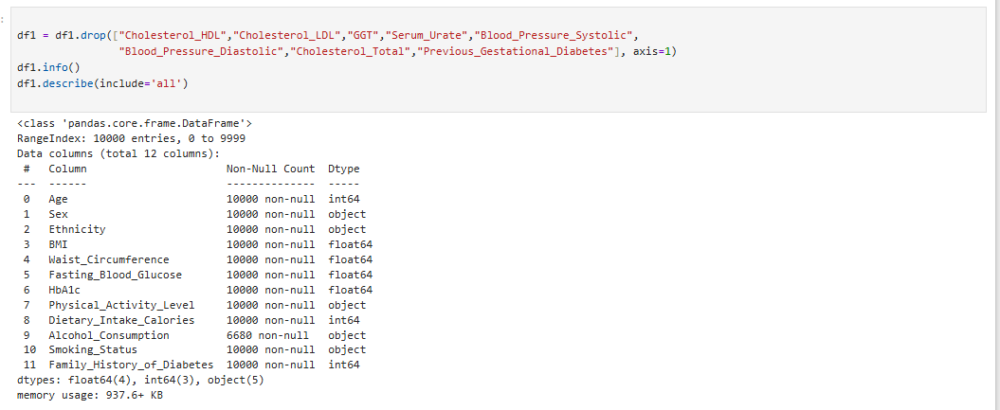 :
df1 = df1.drop(["Cholesterol_HDL","Cholesterol_LDL","GGT","Serum_Urate","Blood_Pressure_Systolic",
"Blood_Pressure_Diastolic","Cholesterol_Total","Previous_Gestational_Diabetes"], axis=1)
df1.info()
df1.describe(include='all')
<class 'pandas.core.frame.DataFrame'>
RangeIndex: 10000 entries, 0 to 9999
Data columns (total 12 columns):
 #   Column                      Non-Null Count  Dtype
---  ------                      --------------  -----
 0   Age                         10000 non-null  int64
 1   Sex                         10000 non-null  object
 2   Ethnicity                   10000 non-null  object
 3   BMI                         10000 non-null  float64
 4   Waist_Circumference         10000 non-null  float64
 5   Fasting_Blood_Glucose       10000 non-null  float64
 6   HbA1c                       10000 non-null  float64
 7   Physical_Activity_Level     10000 non-null  object
 8   Dietary_Intake_Calories     10000 non-null  int64
 9   Alcohol_Consumption         6680 non-null   object
 10  Smoking_Status              10000 non-null  object
 11  Family_History_of_Diabetes  10000 non-null  int64
dtypes: float64(4), int64(3), object(5)
memory usage: 937.6+ KB